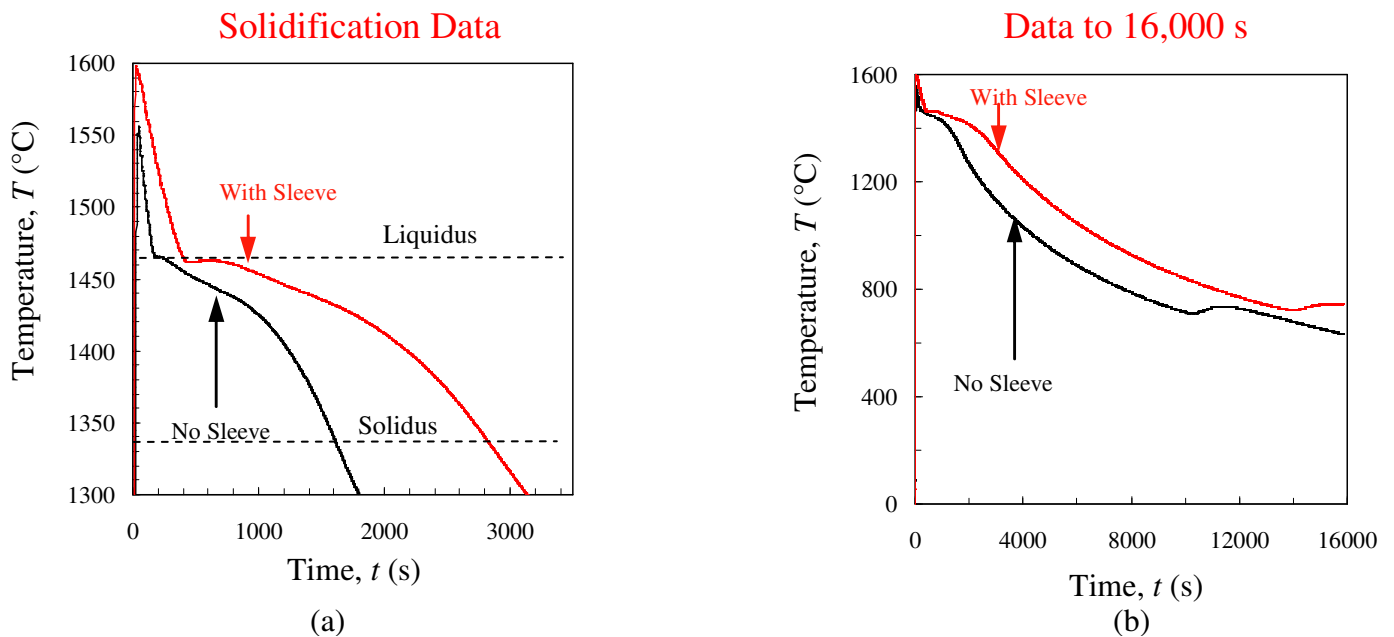 Solidification Data
1600
1550
1500
1450
1400
1350
1300
Temperature, T (°C)
With Sleeve
Liquidus
No Sleeve
Solidus
0
1000
2000
3000
Time, t (s)
(a)
Data to 16,000 s
1600
1200
800
400
0
Temperature, T (°C)
With Sleeve
No Sleeve
0
4000
8000
12000
16000
Time, t (s)
(b)